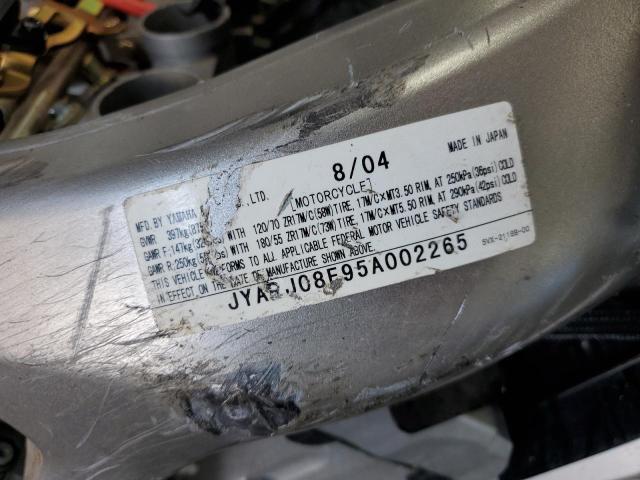 8/04
MADE IN JAPAN
MFD. BY YAMAHA , LTD.
[MOTORCYCLE]
GVWR: 397kg
GAWR F: 147kg WITH 120/70 ZR17M/C(58W)TIRE, 17M/C×MT3.50 RIM, AT 250kPa(36psi)COLD
GAWR R: 250kg WITH 180/55 ZR17M/C(73W)TIRE, 17M/C×MT5.50 RIM, AT 290kPa(42psi)COLD
THIS VEHICLE CONFORMS TO ALL APPLICABLE FEDERAL MOTOR VEHICLE SAFETY STANDARDS
IN EFFECT ON THE DATE OF MANUFACTURE SHOWN ABOVE.
5VX-2118B-00
JYARJ08E95A002265